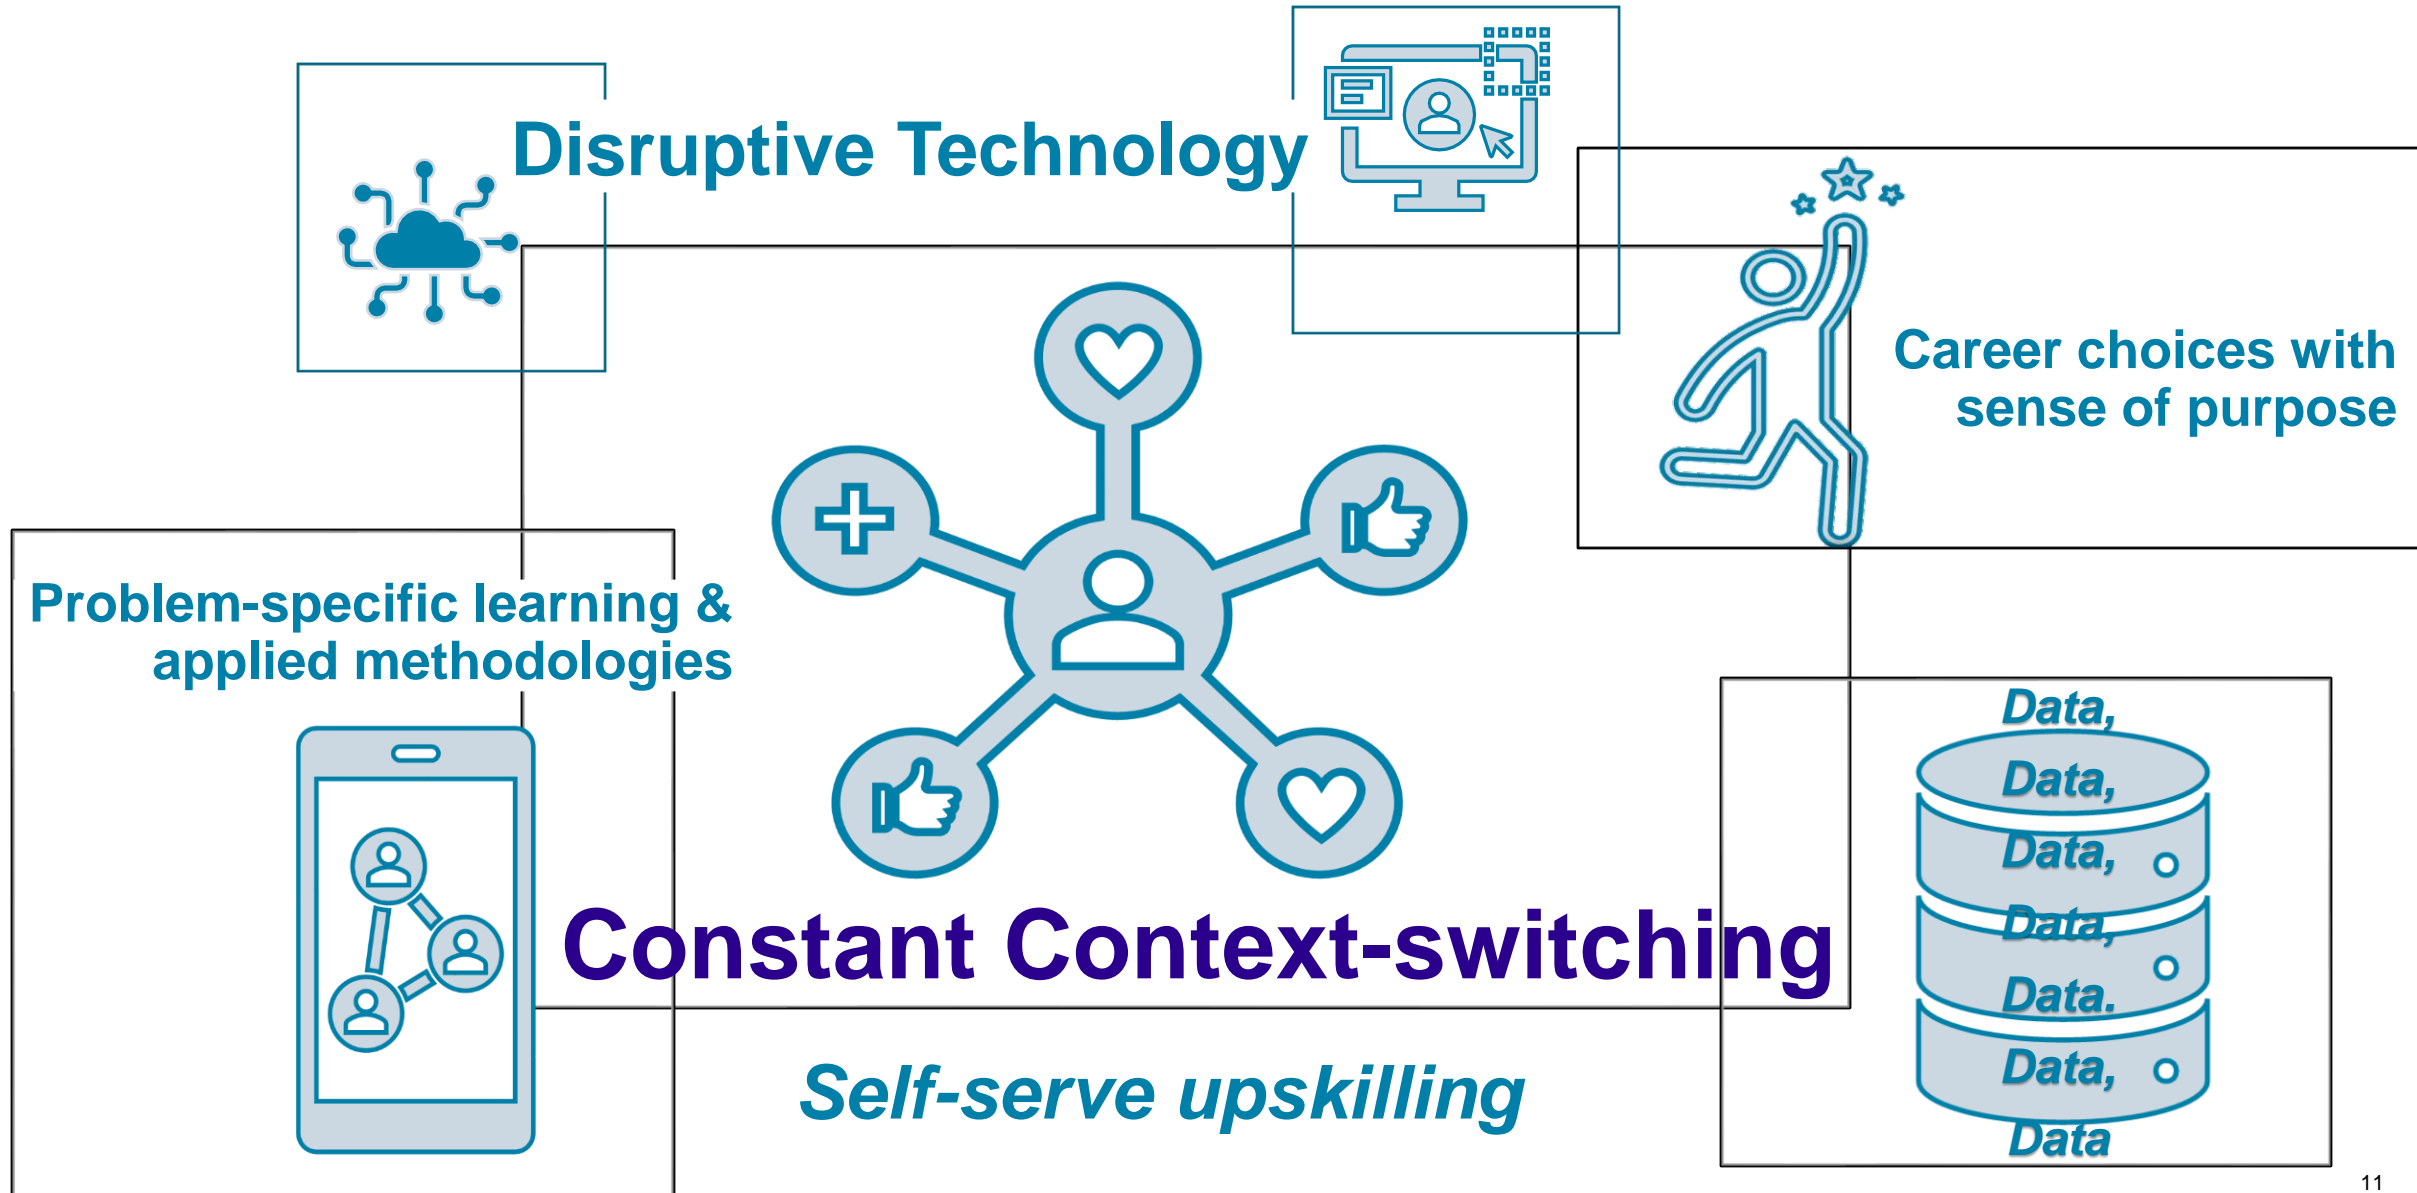 Disruptive Technology
Career choices with
sense of purpose
Problem-specific learning &
applied methodologies
Data,
Data,
Data,
Data,
Data.
Data,
Data
Constant Context-switching
Self-serve upskilling
11